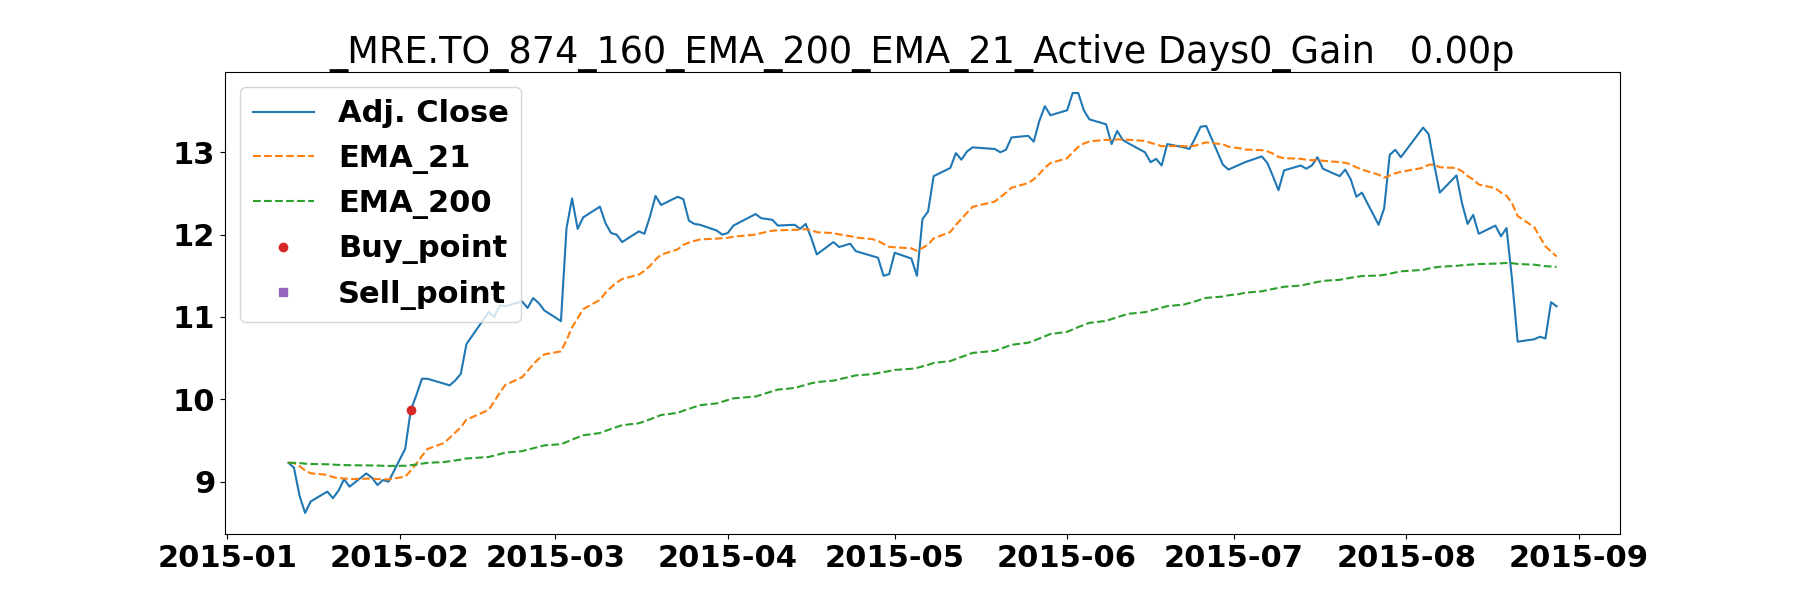 _MRE.TO_874_160_EMA_200_EMA_21_Active Days0_Gain   0.00p
Adj. Close
EMA_21
EMA_200
Buy_point
Sell_point
13
12
11
10
9
2015-01 2015-02 2015-03 2015-04 2015-05 2015-06 2015-07 2015-08 2015-09